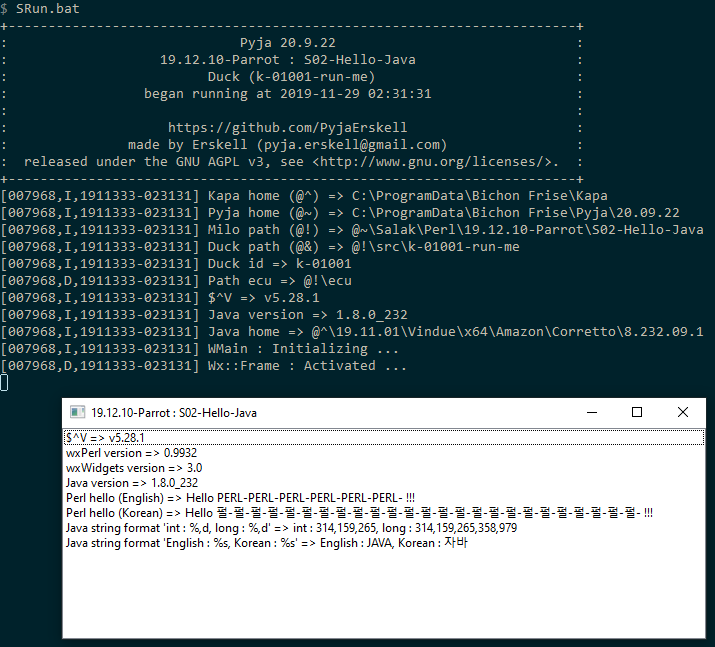 $ SRun.bat
+-----------------------------------------------------------------------+
: Pyja 20.9.22 :
: 19.12.10-Parrot : S02-Hello-Java :
: Duck (k-01001-run-me) :
: began running at 2019-11-29 02:31:31 :
: :
: https://github.com/PyjaErskell :
: made by Erskell (pyja.erskell@gmail.com) :
: released under the GNU AGPL v3, see <http://www.gnu.org/licenses/>. :
+-----------------------------------------------------------------------+
[007968,I,1911333-023131] Kapa home (@^) => C:\ProgramData\Bichon Frise\Kapa
[007968,I,1911333-023131] Pyja home (@~) => C:\ProgramData\Bichon Frise\Pyja\20.09.22
[007968,I,1911333-023131] Milo path (@!) => @~\Salak\Perl\19.12.10-Parrot\S02-Hello-Java
[007968,I,1911333-023131] Duck path (@&) => @!\src\k-01001-run-me
[007968,I,1911333-023131] Duck id => k-01001
[007968,D,1911333-023131] Path ecu => @!\ecu
[007968,I,1911333-023131] $^V => v5.28.1
[007968,I,1911333-023131] Java version => 1.8.0_232
[007968,I,1911333-023131] Java home => @^\19.11.01\Vindue\x64\Amazon\Corretto\8.232.09.1
[007968,I,1911333-023131] WMain : Initializing ...
[007968,D,1911333-023131] Wx::Frame : Activated ...
19.12.10-Parrot : S02-Hello-Java
$^V => v5.28.1
wxPerl version => 0.9932
wxWidgets version => 3.0
Java version => 1.8.0_232
Perl hello (English) => Hello PERL-PERL-PERL-PERL-PERL-PERL- !!!
Perl hello (Korean) => Hello 펄-펄-펄-펄-펄-펄-펄-펄-펄-펄-펄-펄-펄-펄-펄-펄-펄-펄-펄-펄-펄-펄-펄-펄-펄- !!!
Java string format 'int : %,d, long : %,d' => int : 314,159,265, long : 314,159,265,358,979
Java string format 'English : %s, Korean : %s' => English : JAVA, Korean : 자바